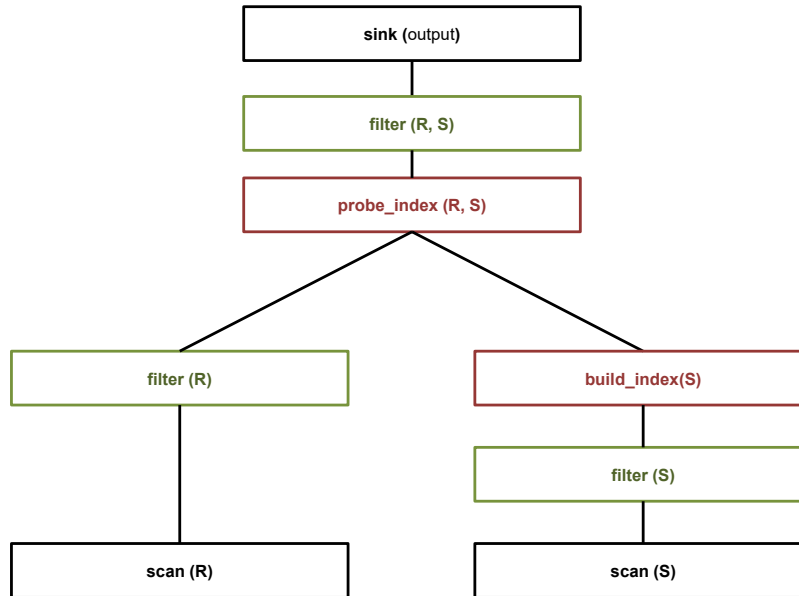 sink (output)
filter (R, S)
probe_index (R, S)
filter (R)
build_index(S)
filter (S)
scan (R)
scan (S)